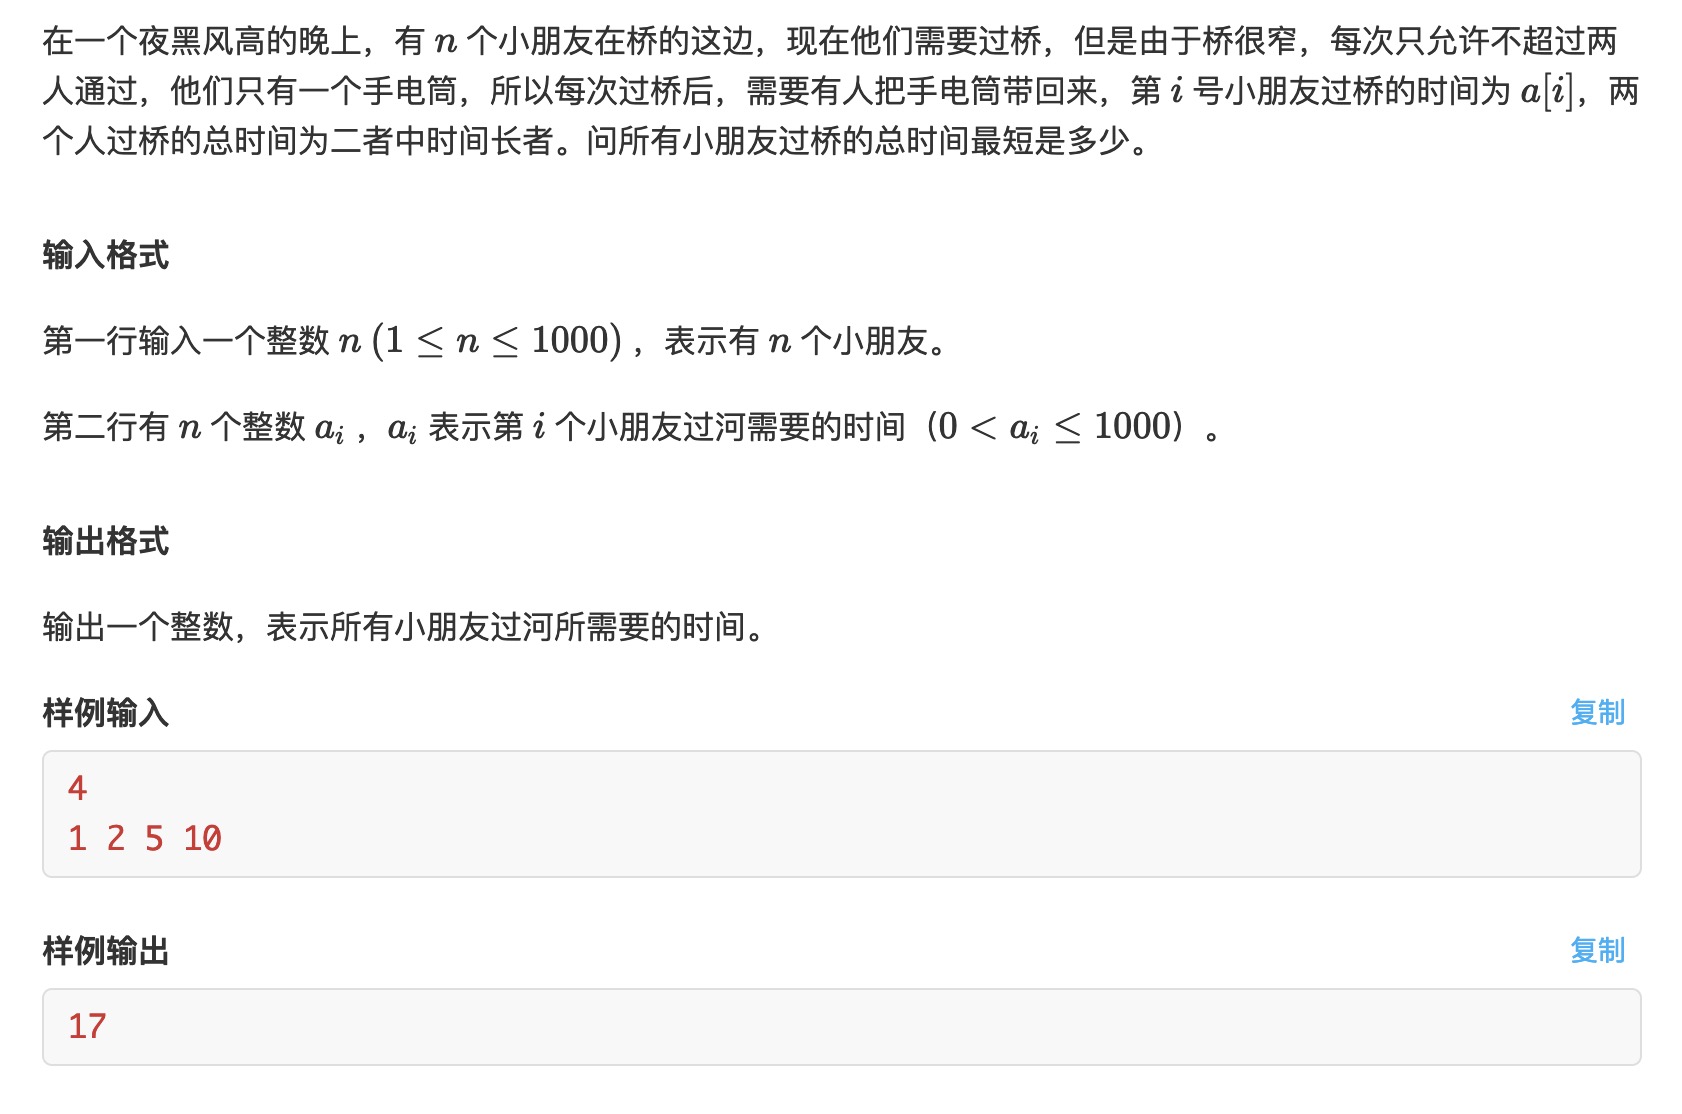 在一个夜黑风高的晚上，有 n 个小朋友在桥的这边，现在他们需要过桥，但是由于桥很窄，每次只允许不超过两
人通过，他们只有一个手电筒，所以每次过桥后，需要有人把手电筒带回来，第 i 号小朋友过桥的时间为 a[i]，两
个人过桥的总时间为二者中时间长者。问所有小朋友过桥的总时间最短是多少。
输入格式
第一行输入一个整数 n (1 ≤ n ≤ 1000) ，表示有 n 个小朋友。
第二行有 n 个整数 aᵢ ，aᵢ 表示第 i 个小朋友过河需要的时间（0 < aᵢ ≤ 1000）。
输出格式
输出一个整数，表示所有小朋友过河所需要的时间。
样例输入 复制
4
1 2 5 10
样例输出 复制
17